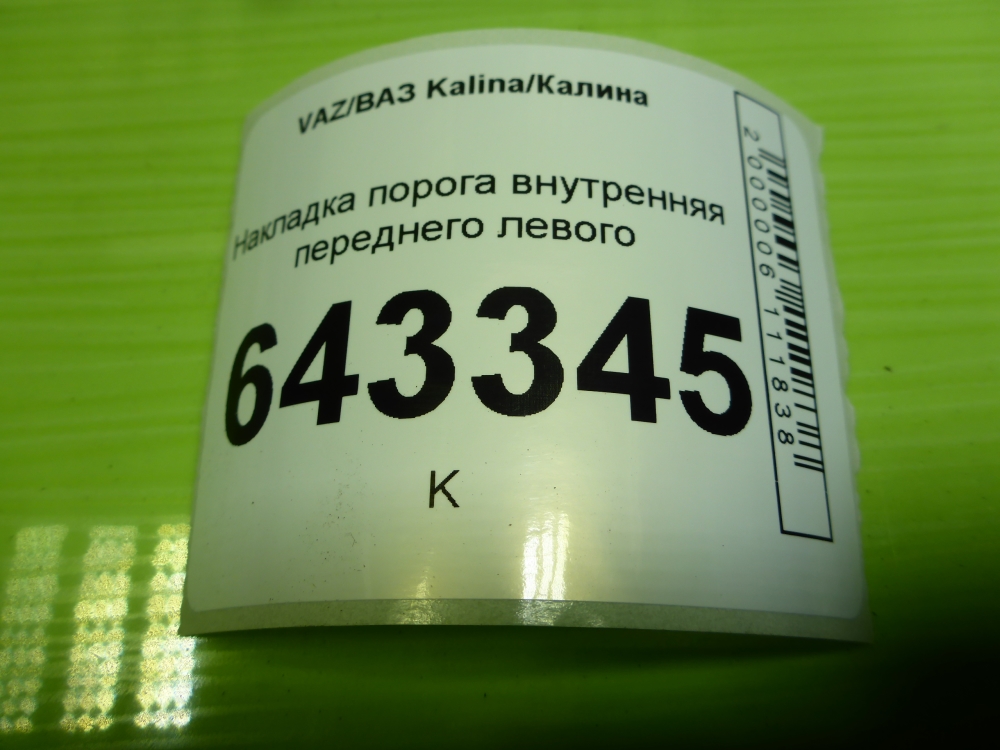 VAZ/ВАЗ Kalina/Калина
Накладка порога внутренняя
переднего левого
643345
К
2000006111838